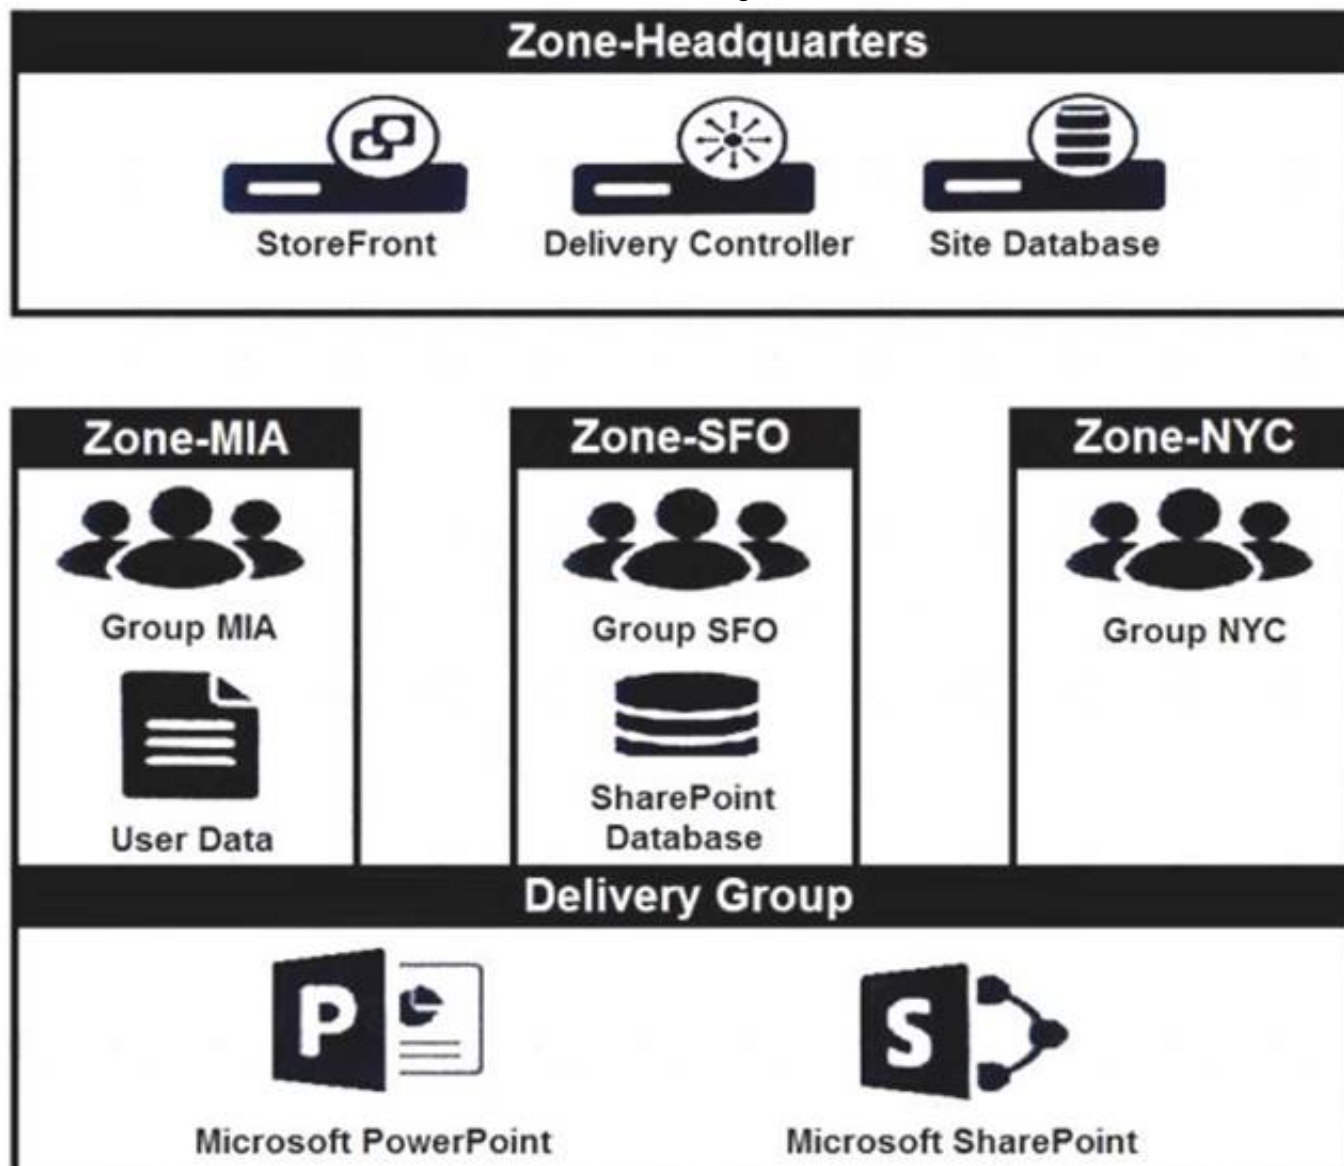 Zone-Headquarters
StoreFront
Delivery Controller
Site Database
Zone-MIA
Zone-SFO
Zone-NYC
Group MIA
Group SFO
Group NYC
User Data
SharePoint
Database
Delivery Group
P
S
Microsoft PowerPoint
Microsoft SharePoint